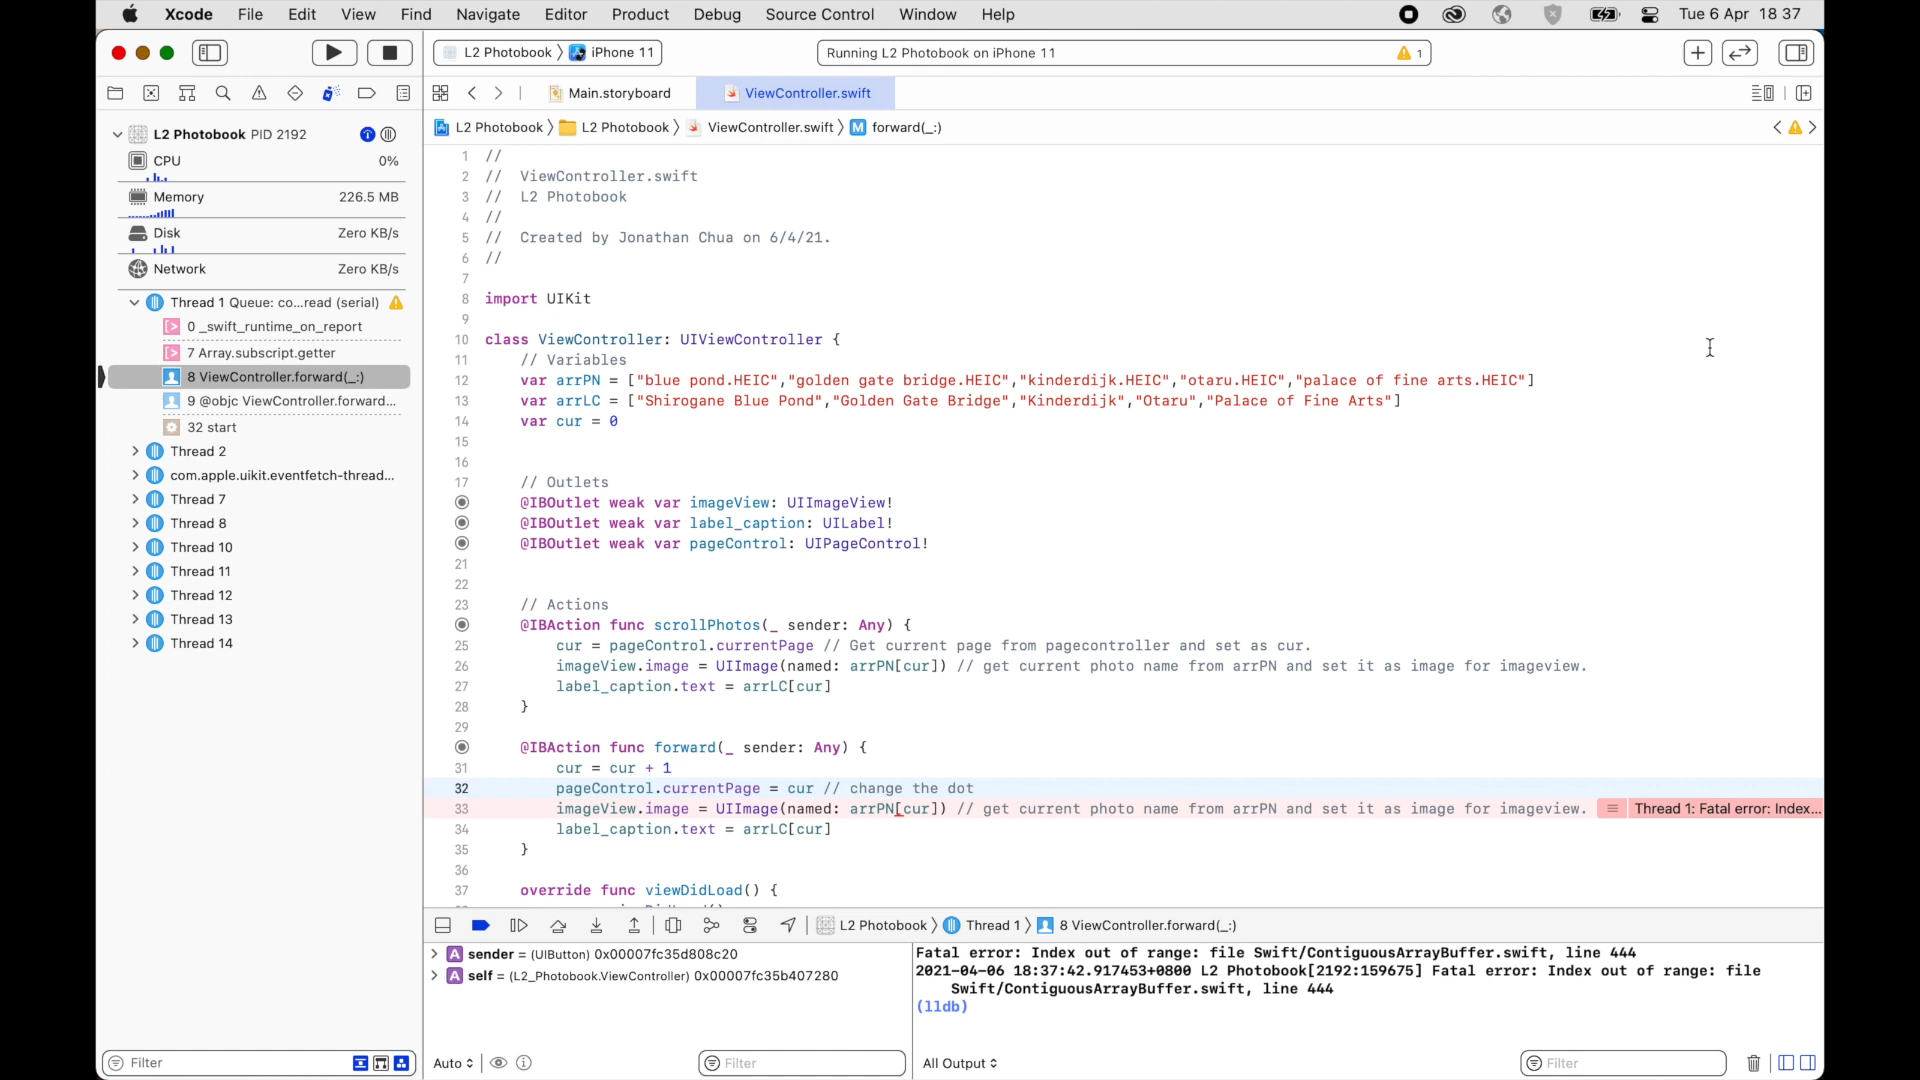 Xcode File Edit View Find Navigate Editor Product Debug Source Control Window Help Tue 6 Apr 18 37
L2 Photobook iPhone 11 Running L2 Photobook on iPhone 11 1
Main.storyboard ViewController.swift
L2 Photobook L2 Photobook ViewController.swift M forward(_:)
L2 Photobook PID 2192
CPU 0%
Memory 226.5 MB
Disk Zero KB/s
Network Zero KB/s
Thread 1 Queue: co...read (serial)
0 _swift_runtime_on_report
7 Array.subscript.getter
8 ViewController.forward(_:)
9 @objc ViewController.forward...
32 start
Thread 2
com.apple.uikit.eventfetch-thread...
Thread 7
Thread 8
Thread 10
Thread 11
Thread 12
Thread 13
Thread 14
Filter
1 //
2 // ViewController.swift
3 // L2 Photobook
4 //
5 // Created by Jonathan Chua on 6/4/21.
6 //
7
8 import UIKit
9
10 class ViewController: UIViewController {
11 // Variables
12 var arrPN = ["blue pond.HEIC","golden gate bridge.HEIC","kinderdijk.HEIC","otaru.HEIC","palace of fine arts.HEIC"]
13 var arrLC = ["Shirogane Blue Pond","Golden Gate Bridge","Kinderdijk","Otaru","Palace of Fine Arts"]
14 var cur = 0
15
16
17 // Outlets
@IBOutlet weak var imageView: UIImageView!
@IBOutlet weak var label_caption: UILabel!
@IBOutlet weak var pageControl: UIPageControl!
21
22
23 // Actions
@IBAction func scrollPhotos(_ sender: Any) {
25 cur = pageControl.currentPage // Get current page from pagecontroller and set as cur.
26 imageView.image = UIImage(named: arrPN[cur]) // get current photo name from arrPN and set it as image for imageview.
27 label_caption.text = arrLC[cur]
28 }
29
@IBAction func forward(_ sender: Any) {
31 cur = cur + 1
32 pageControl.currentPage = cur // change the dot
33 imageView.image = UIImage(named: arrPN[cur]) // get current photo name from arrPN and set it as image for imageview. Thread 1: Fatal error: Index...
34 label_caption.text = arrLC[cur]
35 }
36
37 override func viewDidLoad() {
L2 Photobook Thread 1 8 ViewController.forward(_:)
A sender = (UIButton) 0x00007fc35d808c20
A self = (L2_Photobook.ViewController) 0x00007fc35b407280
Fatal error: Index out of range: file Swift/ContiguousArrayBuffer.swift, line 444
2021-04-06 18:37:42.917453+0800 L2 Photobook[2192:159675] Fatal error: Index out of range: file
Swift/ContiguousArrayBuffer.swift, line 444
(lldb)
Auto Filter All Output Filter